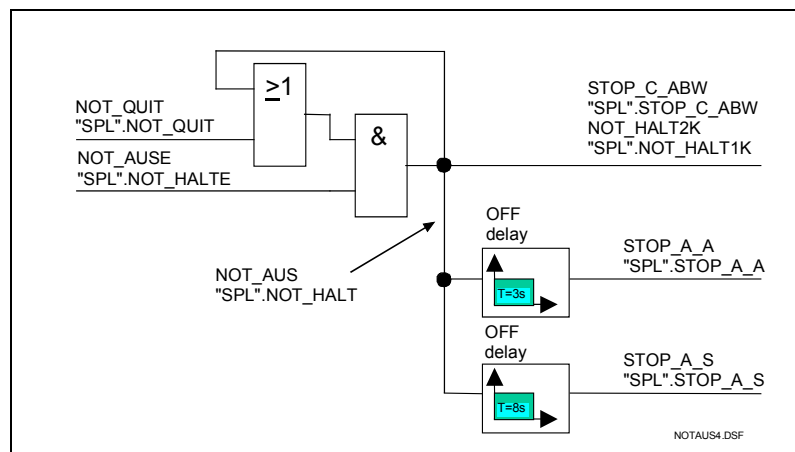 NOT_QUIT
"SPL".NOT_QUIT
NOT_AUSE
"SPL".NOT_HALTE
≥1
&
STOP_C_ABW
"SPL".STOP_C_ABW
NOT_HALT2K
"SPL".NOT_HALT1K
NOT_AUS
"SPL".NOT_HALT
OFF
delay
T=3s
STOP_A_A
"SPL".STOP_A_A
OFF
delay
T=8s
STOP_A_S
"SPL".STOP_A_S
NOTAUS4.DSF